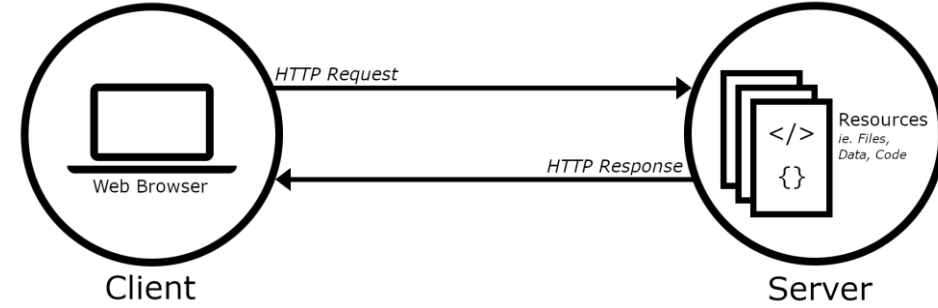 HTTP Request
</>
{}
Resources
ie. Files,
Data, Code
HTTP Response
Web Browser
Client
Server